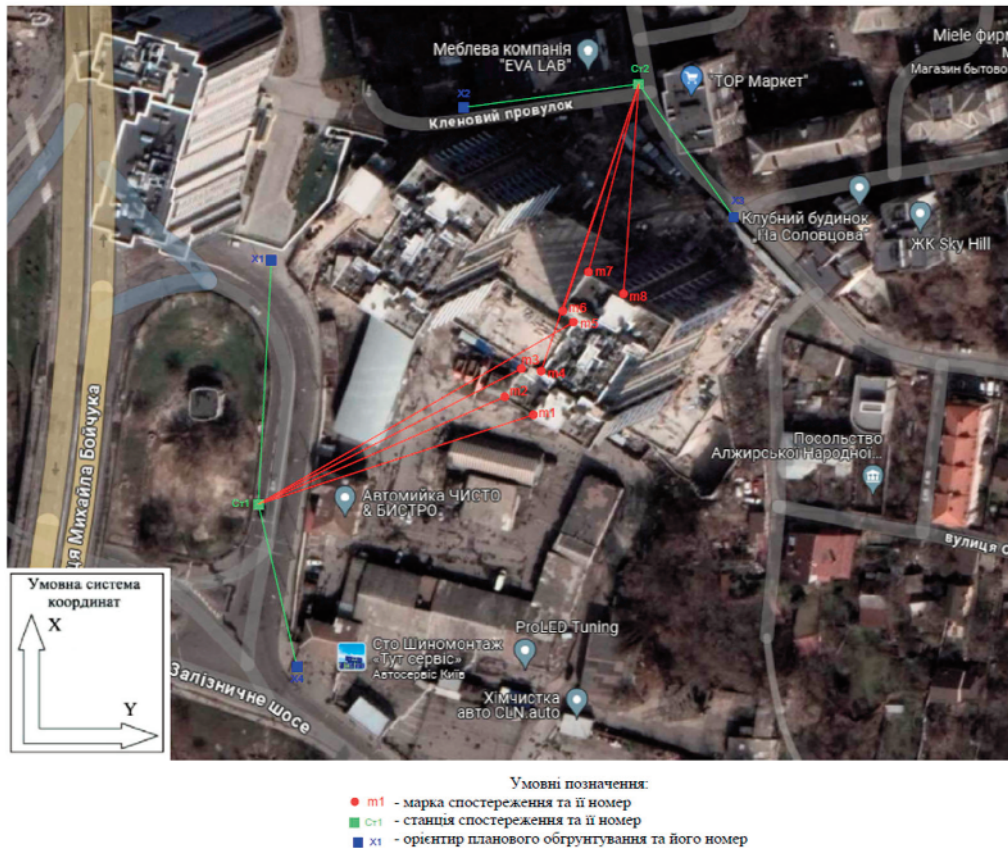 Miele фирм
Магазин бытово
Меблева компанія
"EVA LAB"
Ст2
"TOP Маркет"
X2
Кленовий провулок
X3
Клубний будинок
"На Соловцова"
ЖК Sky Hill
X1
m7
m8
m6
m5
m3
m4
m2
m1
Посольство
Алжирської Народної...
Ст1
Автомийка ЧИСТО
& БИСТРО.
ця Михайла Бойчука
вулиця С
Умовна система
координат
X
Y
ProLED Tuning
Сто Шиномонтаж
«Тут сервіс»
Автосервіс Київ
X4
Залізничне шосе
Хімчистка
авто CLN.auto
Умовні позначення:
m1 - марка спостереження та її номер
Ст1 - станція спостереження та її номер
X1 - орієнтир планового обгрунтування та його номер